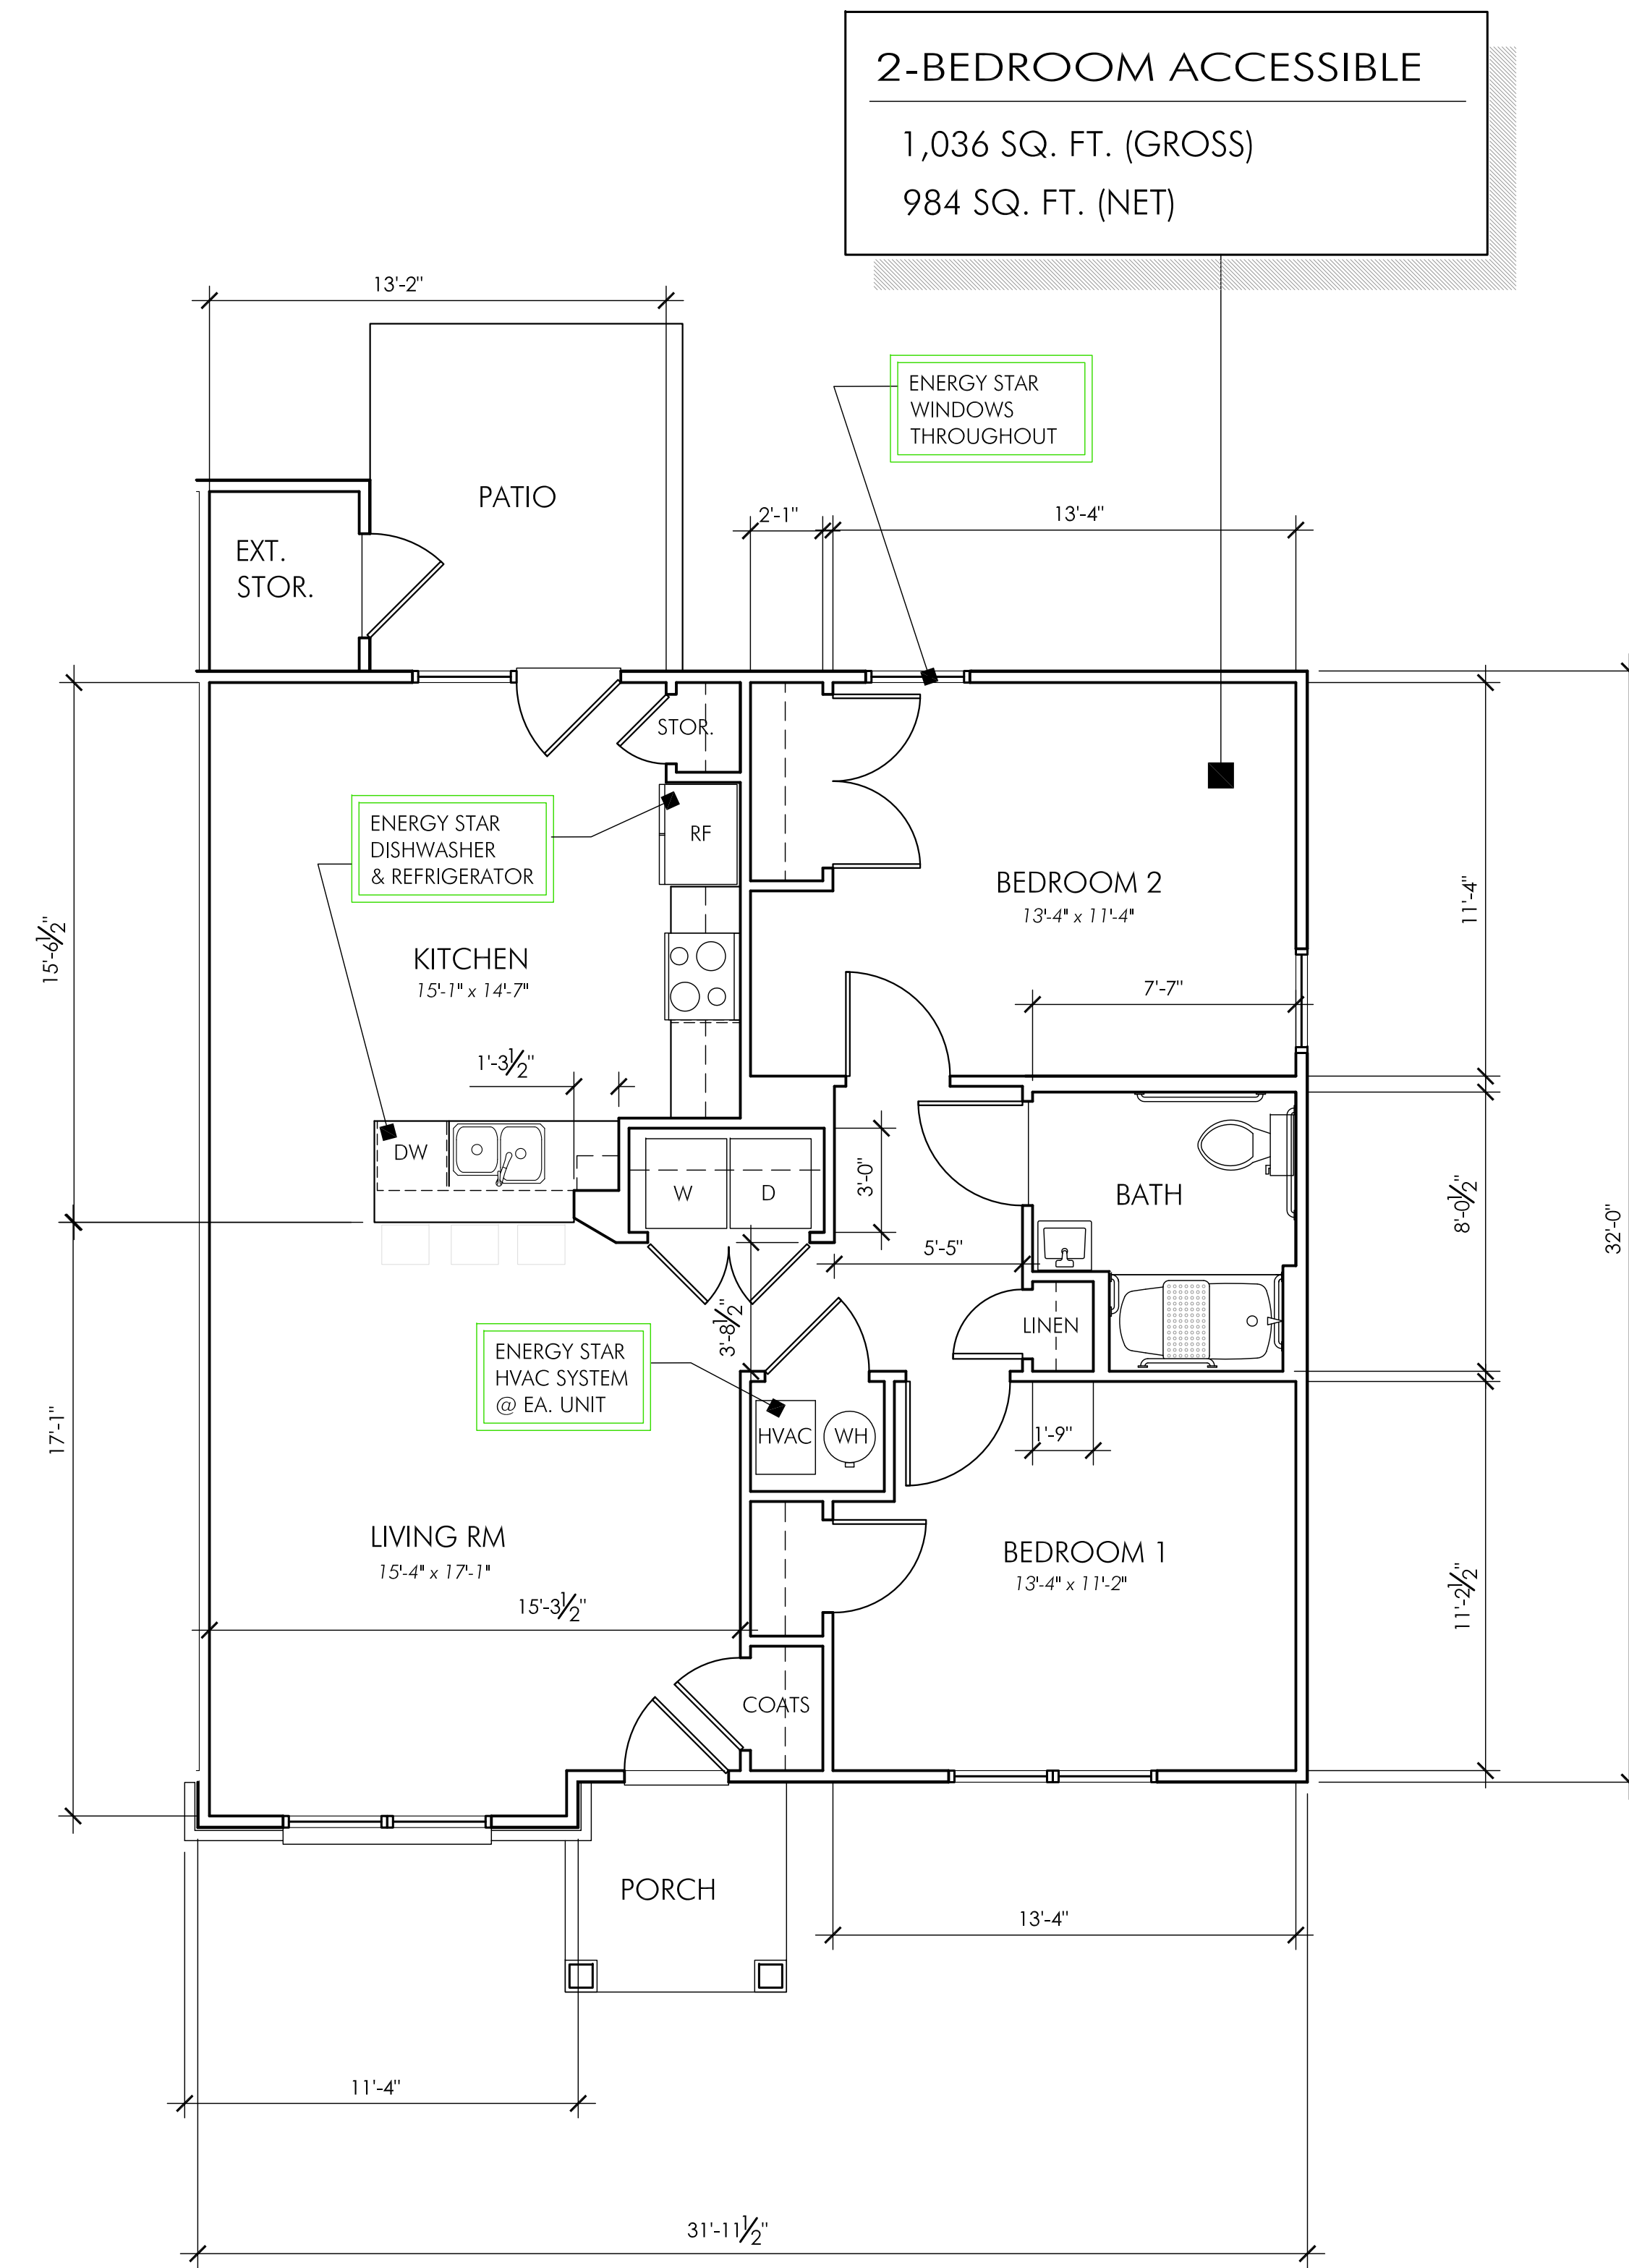 2-BEDROOM ACCESSIBLE
1,036 SQ. FT. (GROSS)
984 SQ. FT. (NET)
13'-2"
ENERGY STAR
WINDOWS
THROUGHOUT
PATIO
2'-1"
13'-4"
EXT.
STOR.
STOR.
ENERGY STAR
DISHWASHER
& REFRIGERATOR
RF
BEDROOM 2
13'-4" x 11'-4"
11'-4"
15'-6½"
KITCHEN
15'-1" x 14'-7"
7'-7"
1'-3½"
DW
W
D
3'-0"
BATH
8'-0½"
32'-0"
5'-5"
3'-8½"
LINEN
ENERGY STAR
HVAC SYSTEM
@ EA. UNIT
17'-1"
HVAC
WH
1'-9"
LIVING RM
15'-4" x 17'-1"
BEDROOM 1
13'-4" x 11'-2"
11'-2½"
15'-3½"
COATS
PORCH
13'-4"
11'-4"
31'-11½"